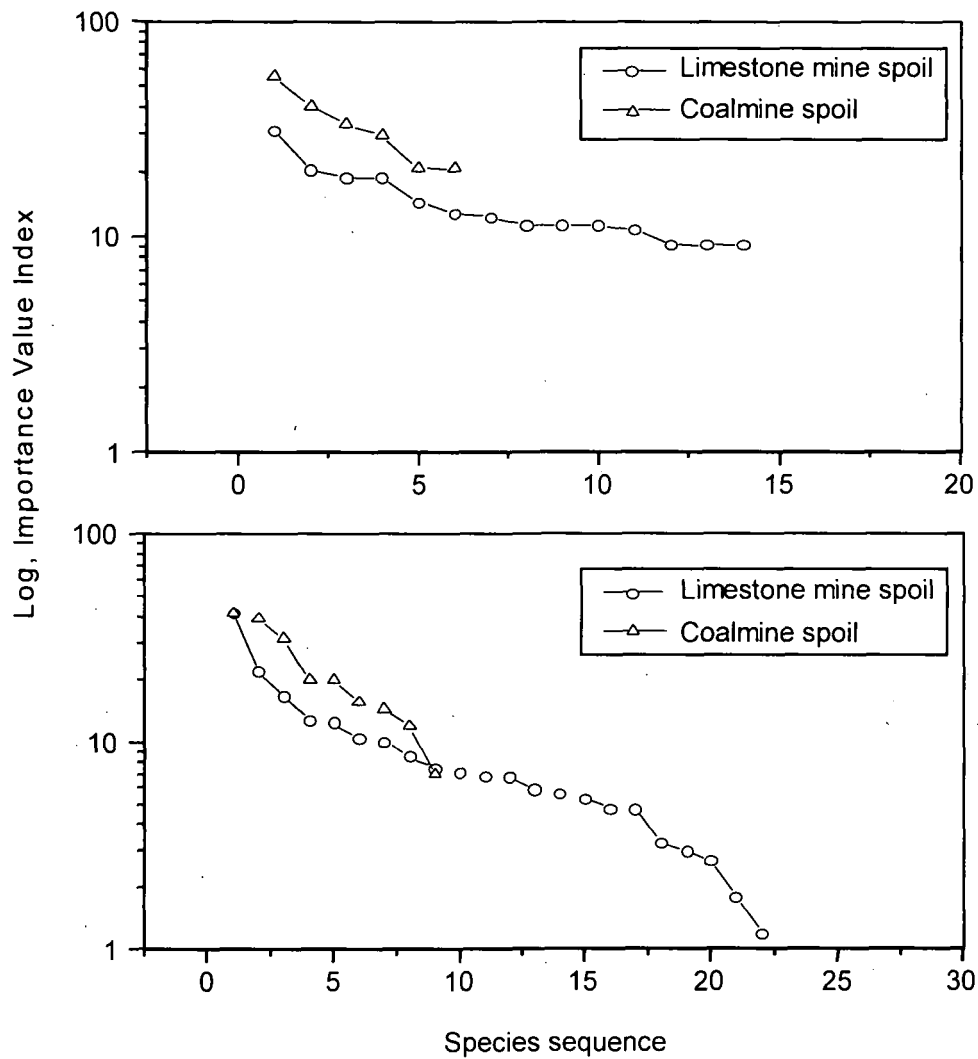 Log, Importance Value Index
100
10
1
Limestone mine spoil
Coalmine spoil
0 5 10 15 20
100
10
1
Limestone mine spoil
Coalmine spoil
0 5 10 15 20 25 30
Species sequence